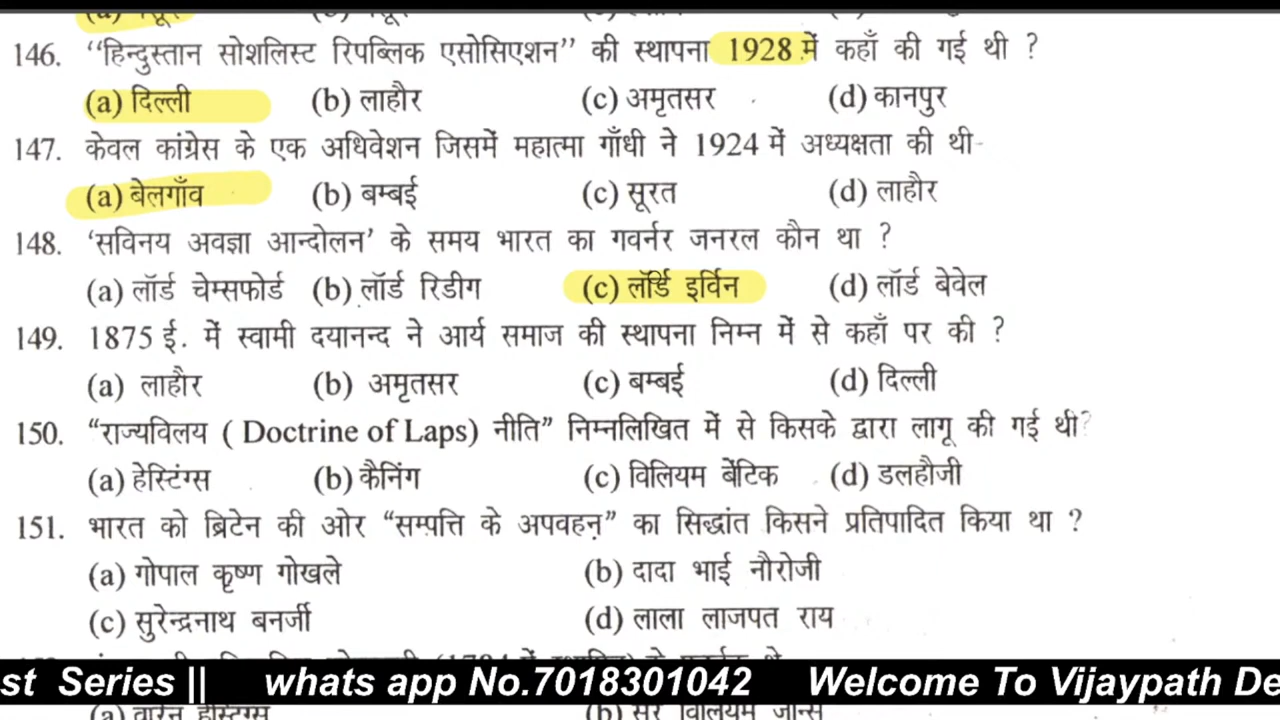 146. “हिन्दुस्तान सोशलिस्ट रिपब्लिक एसोसिएशन” की स्थापना 1928 में कहाँ की गई थी ?
(a) दिल्ली (b) लाहौर (c) अमृतसर (d) कानपुर
147. केवल कांग्रेस के एक अधिवेशन जिसमें महात्मा गाँधी ने 1924 में अध्यक्षता की थी-
(a) बेलगाँव (b) बम्बई (c) सूरत (d) लाहौर
148. ‘सविनय अवज्ञा आन्दोलन’ के समय भारत का गवर्नर जनरल कौन था ?
(a) लॉर्ड चेम्सफोर्ड (b) लॉर्ड रिडीग (c) लॉर्ड इर्विन (d) लॉर्ड बेवेल
149. 1875 ई. में स्वामी दयानन्द ने आर्य समाज की स्थापना निम्न में से कहाँ पर की ?
(a) लाहौर (b) अमृतसर (c) बम्बई (d) दिल्ली
150. “राज्यविलय ( Doctrine of Laps) नीति” निम्नलिखित में से किसके द्वारा लागू की गई थी?
(a) हेस्टिंग्स (b) कैनिंग (c) विलियम बेंटिक (d) डलहौजी
151. भारत को ब्रिटेन की ओर “सम्पत्ति के अपवहन” का सिद्धांत किसने प्रतिपादित किया था ?
(a) गोपाल कृष्ण गोखले (b) दादा भाई नौरोजी
(c) सुरेन्द्रनाथ बनर्जी (d) लाला लाजपत राय
st Series || whats app No.7018301042 Welcome To Vijaypath De
(a) वारेन हेस्टिंग्स (b) सर विलियम जोन्स